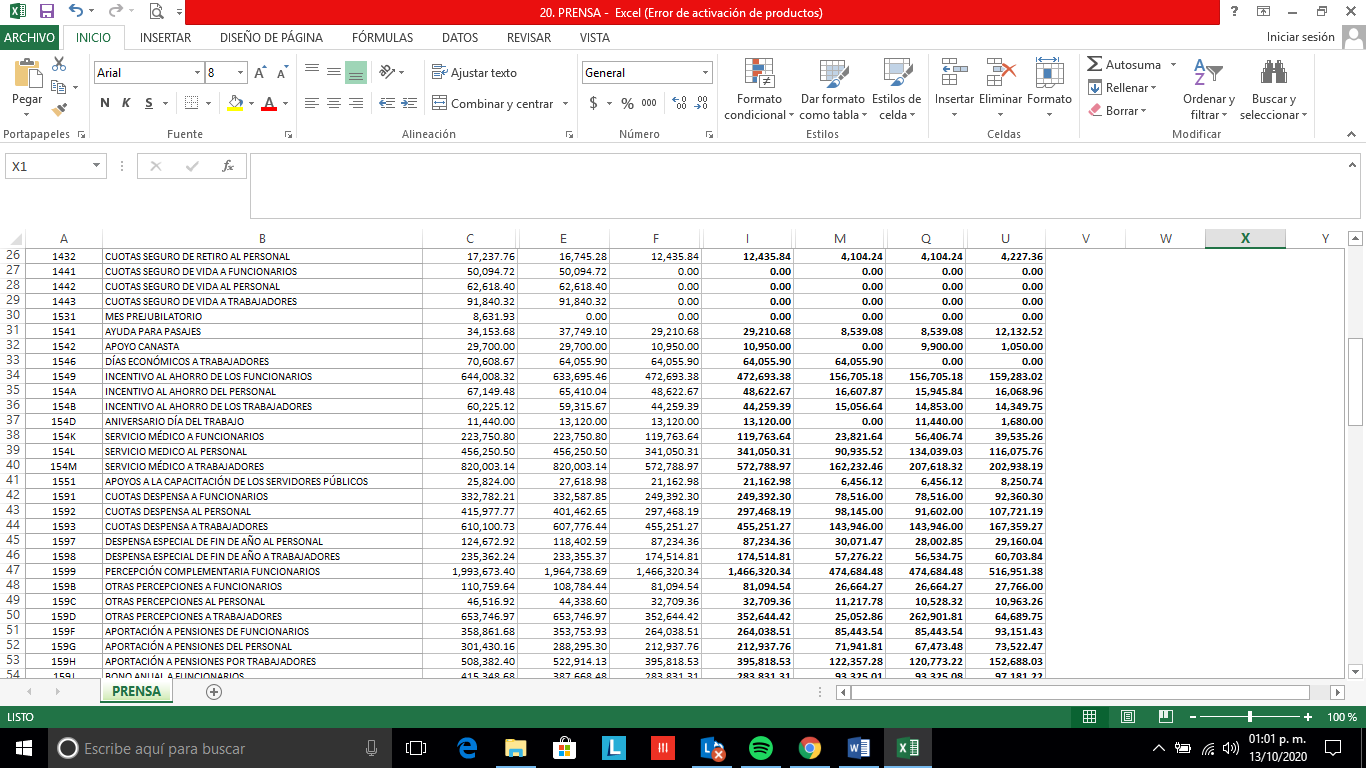 20. PRENSA - Excel (Error de activación de productos)
ARCHIVO INICIO INSERTAR DISEÑO DE PÁGINA FÓRMULAS DATOS REVISAR VISTA Iniciar sesión
Arial 8 Ajustar texto General Autosuma
Rellenar
Pegar N K S Combinar y centrar $ % 000 Formato condicional Dar formato como tabla Estilos de celda Insertar Eliminar Formato Borrar Ordenar y filtrar Buscar y seleccionar
Portapapeles Fuente Alineación Número Estilos Celdas Modificar
X1 fx
A B C E F I M Q U V W X Y
26 1432 CUOTAS SEGURO DE RETIRO AL PERSONAL 17,237.76 16,745.28 12,435.84 12,435.84 4,104.24 4,104.24 4,227.36
27 1441 CUOTAS SEGURO DE VIDA A FUNCIONARIOS 50,094.72 50,094.72 0.00 0.00 0.00 0.00 0.00
28 1442 CUOTAS SEGURO DE VIDA AL PERSONAL 62,618.40 62,618.40 0.00 0.00 0.00 0.00 0.00
29 1443 CUOTAS SEGURO DE VIDA A TRABAJADORES 91,840.32 91,840.32 0.00 0.00 0.00 0.00 0.00
30 1531 MES PREJUBILATORIO 8,631.93 0.00 0.00 0.00 0.00 0.00 0.00
31 1541 AYUDA PARA PASAJES 34,153.68 37,749.10 29,210.68 29,210.68 8,539.08 8,539.08 12,132.52
32 1542 APOYO CANASTA 29,700.00 29,700.00 10,950.00 10,950.00 0.00 9,900.00 1,050.00
33 1546 DÍAS ECONÓMICOS A TRABAJADORES 70,608.67 64,055.90 64,055.90 64,055.90 64,055.90 0.00 0.00
34 1549 INCENTIVO AL AHORRO DE LOS FUNCIONARIOS 644,008.32 633,695.46 472,693.38 472,693.38 156,705.18 156,705.18 159,283.02
35 154A INCENTIVO AL AHORRO DEL PERSONAL 67,149.48 65,410.04 48,622.67 48,622.67 16,607.87 15,945.84 16,068.96
36 154B INCENTIVO AL AHORRO DE LOS TRABAJADORES 60,225.12 59,315.67 44,259.39 44,259.39 15,056.64 14,853.00 14,349.75
37 154D ANIVERSARIO DÍA DEL TRABAJO 11,440.00 13,120.00 13,120.00 13,120.00 0.00 11,440.00 1,680.00
38 154K SERVICIO MÉDICO A FUNCIONARIOS 223,750.80 223,750.80 119,763.64 119,763.64 23,821.64 56,406.74 39,535.26
39 154L SERVICIO MEDICO AL PERSONAL 456,250.50 456,250.50 341,050.31 341,050.31 90,935.52 134,039.03 116,075.76
40 154M SERVICIO MÉDICO A TRABAJADORES 820,003.14 820,003.14 572,788.97 572,788.97 162,232.46 207,618.32 202,938.19
41 1551 APOYOS A LA CAPACITACIÓN DE LOS SERVIDORES PÚBLICOS 25,824.00 27,618.98 21,162.98 21,162.98 6,456.12 6,456.12 8,250.74
42 1591 CUOTAS DESPENSA A FUNCIONARIOS 332,782.21 332,587.85 249,392.30 249,392.30 78,516.00 78,516.00 92,360.30
43 1592 CUOTAS DESPENSA AL PERSONAL 415,977.77 401,462.65 297,468.19 297,468.19 98,145.00 91,602.00 107,721.19
44 1593 CUOTAS DESPENSA A TRABAJADORES 610,100.73 607,776.44 455,251.27 455,251.27 143,946.00 143,946.00 167,359.27
45 1597 DESPENSA ESPECIAL DE FIN DE AÑO AL PERSONAL 124,672.92 118,402.59 87,234.36 87,234.36 30,071.47 28,002.85 29,160.04
46 1598 DESPENSA ESPECIAL DE FIN DE AÑO A TRABAJADORES 235,362.24 233,355.37 174,514.81 174,514.81 57,276.22 56,534.75 60,703.84
47 1599 PERCEPCIÓN COMPLEMENTARIA FUNCIONARIOS 1,993,673.40 1,964,738.69 1,466,320.34 1,466,320.34 474,684.48 474,684.48 516,951.38
48 159B OTRAS PERCEPCIONES A FUNCIONARIOS 110,759.64 108,784.44 81,094.54 81,094.54 26,664.27 26,664.27 27,766.00
49 159C OTRAS PERCEPCIONES AL PERSONAL 46,516.92 44,338.60 32,709.36 32,709.36 11,217.78 10,528.32 10,963.26
50 159D OTRAS PERCEPCIONES A TRABAJADORES 653,746.97 653,746.97 352,644.42 352,644.42 25,052.86 262,901.81 64,689.75
51 159F APORTACIÓN A PENSIONES DE FUNCIONARIOS 358,861.68 353,753.93 264,038.51 264,038.51 85,443.54 85,443.54 93,151.43
52 159G APORTACIÓN A PENSIONES DEL PERSONAL 301,430.16 288,295.30 212,937.76 212,937.76 71,941.81 67,473.48 73,522.47
53 159H APORTACIÓN A PENSIONES POR TRABAJADORES 508,382.40 522,914.13 395,818.53 395,818.53 122,357.28 120,773.22 152,688.03
54 159J BONO ANUAL A FUNCIONARIOS 415,348.68 387,668.48 283,831.31 283,831.31 93,325.01 93,325.08 97,181.22
PRENSA
LISTO 100 %
Escribe aquí para buscar 01:01 p. m.
13/10/2020